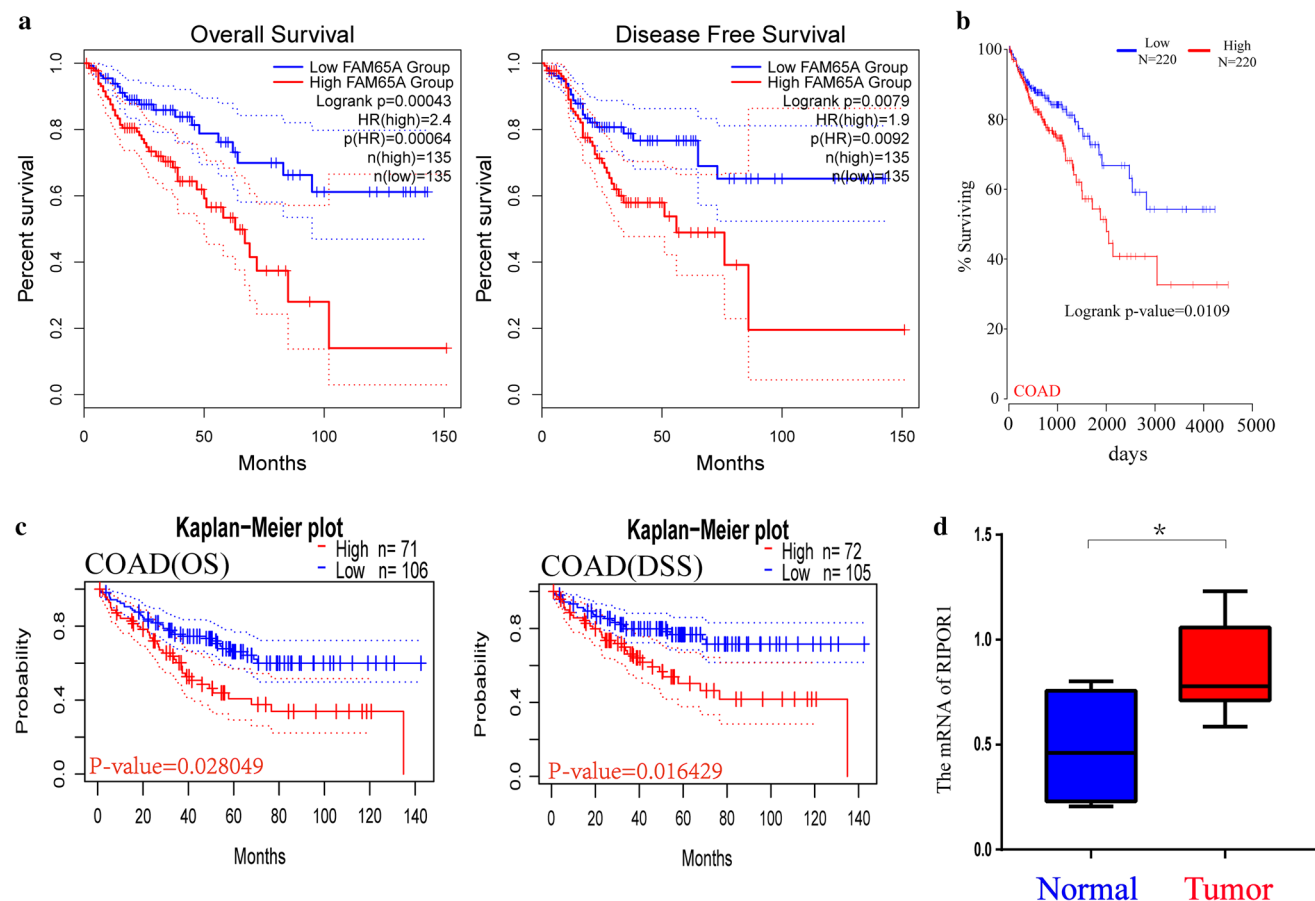 a
Overall Survival
Percent survival
1.0
0.8
0.6
0.4
0.2
0.0
Low FAM65A Group
High FAM65A Group
Logrank p=0.00043
HR(high)=2.4
p(HR)=0.00064
n(high)=135
n(low)=135
0 50 100 150
Months
Disease Free Survival
Percent survival
1.0
0.8
0.6
0.4
0.2
0.0
Low FAM65A Group
High FAM65A Group
Logrank p=0.0079
HR(high)=1.9
p(HR)=0.0092
n(high)=135
n(low)=135
0 50 100 150
Months
b
Low
N=220
High
N=220
% Surviving
100
80
60
40
20
0
Logrank p-value=0.0109
COAD
0 1000 2000 3000 4000 5000
days
c
Kaplan-Meier plot
COAD(OS)
High n= 71
Low n= 106
Probability
0.8
0.4
0.0
P-value=0.028049
0 20 40 60 80 100 120 140
Months
Kaplan-Meier plot
COAD(DSS)
High n= 72
Low n= 105
Probability
0.8
0.4
0.0
P-value=0.016429
0 20 40 60 80 100 120 140
Months
d
The mRNA of RIPOR1
1.5
1.0
0.5
0.0
*
Normal Tumor